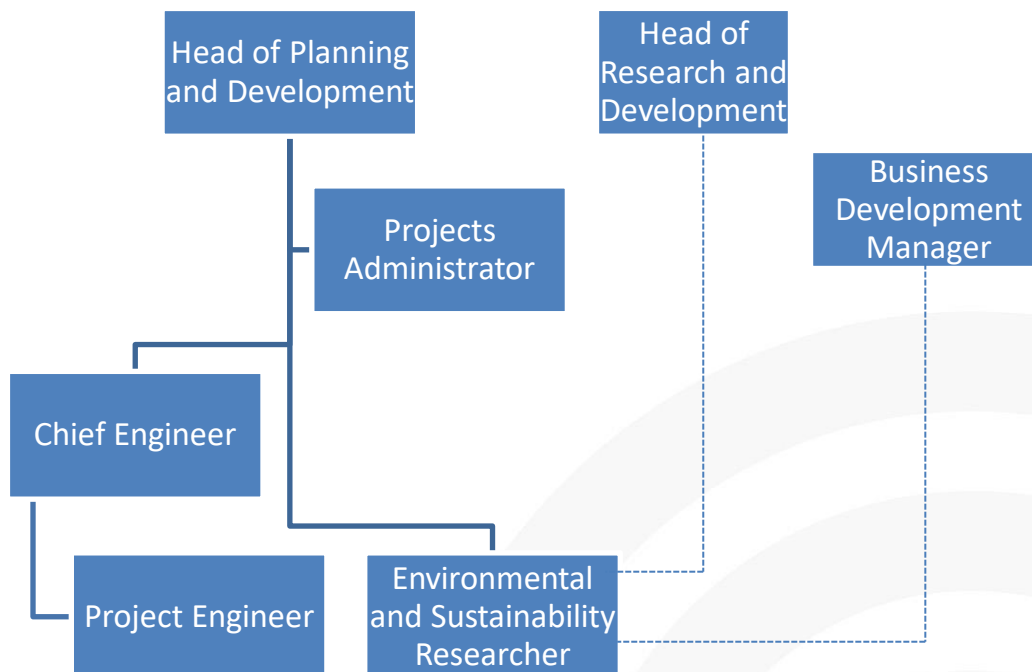 Head of Planning
and Development
Head of
Research and
Development
Business
Development
Manager
Projects
Administrator
Chief Engineer
Project Engineer
Environmental
and Sustainability
Researcher